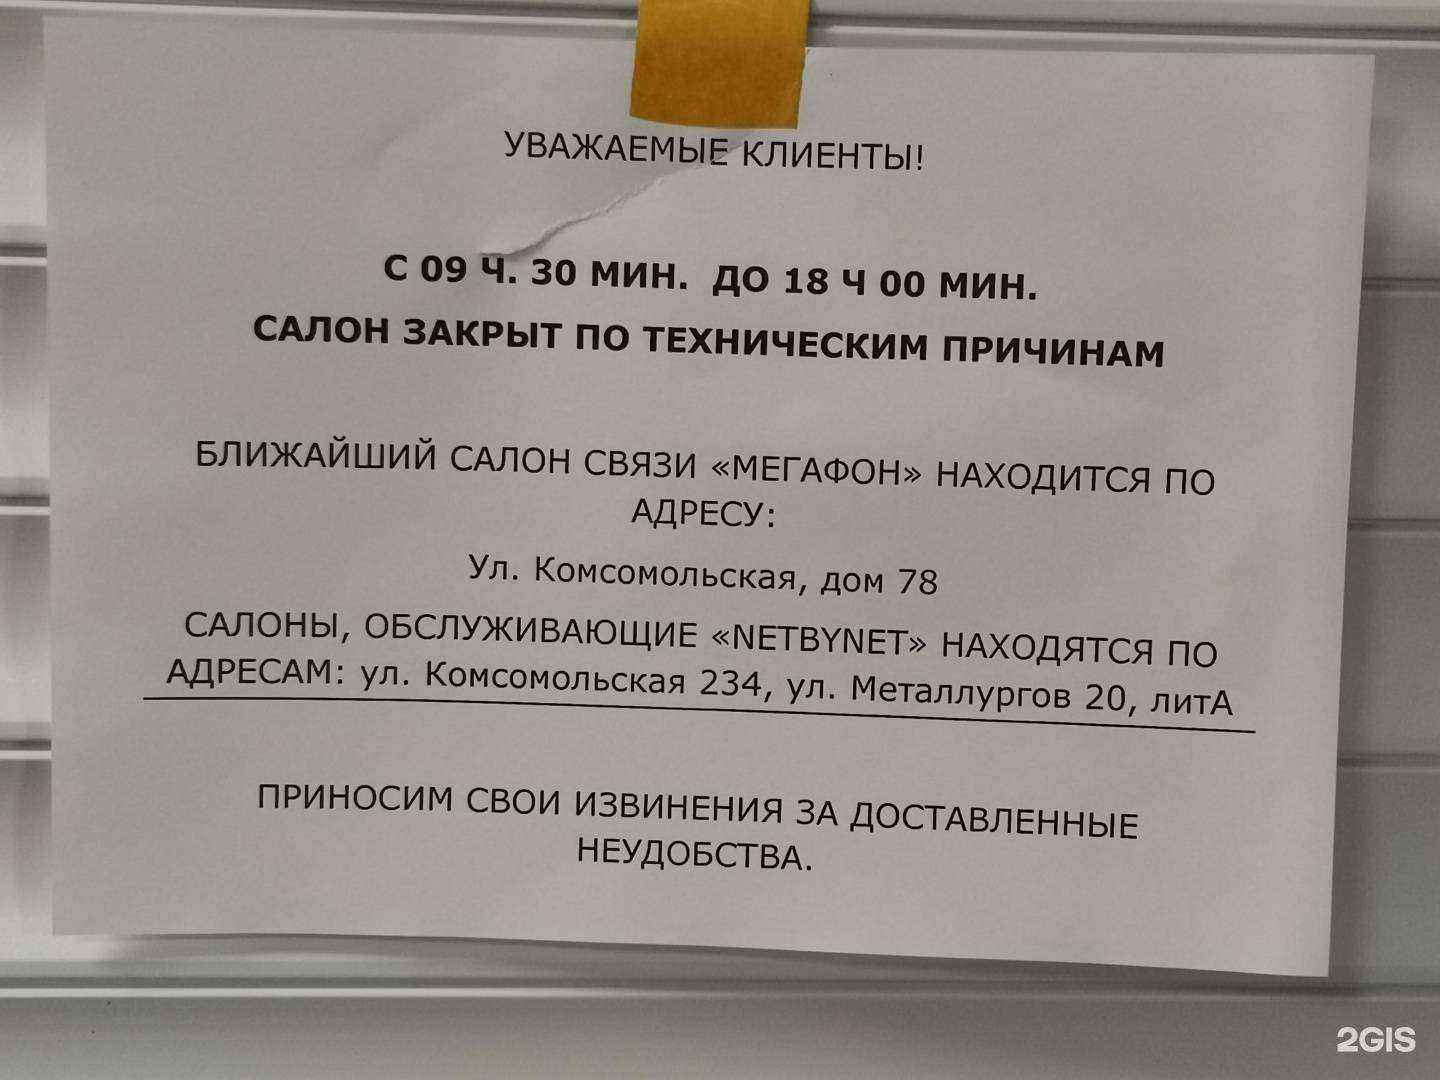 УВАЖАЕМЫЕ КЛИЕНТЫ!
С 09 Ч. 30 МИН. ДО 18 Ч 00 МИН.
САЛОН ЗАКРЫТ ПО ТЕХНИЧЕСКИМ ПРИЧИНАМ
БЛИЖАЙШИЙ САЛОН СВЯЗИ «МЕГАФОН» НАХОДИТСЯ ПО
АДРЕСУ:
Ул. Комсомольская, дом 78
САЛОНЫ, ОБСЛУЖИВАЮЩИЕ «NETBYNET» НАХОДЯТСЯ ПО
АДРЕСАМ: ул. Комсомольская 234, ул. Металлургов 20, литА
ПРИНОСИМ СВОИ ИЗВИНЕНИЯ ЗА ДОСТАВЛЕННЫЕ
НЕУДОБСТВА.
2GIS